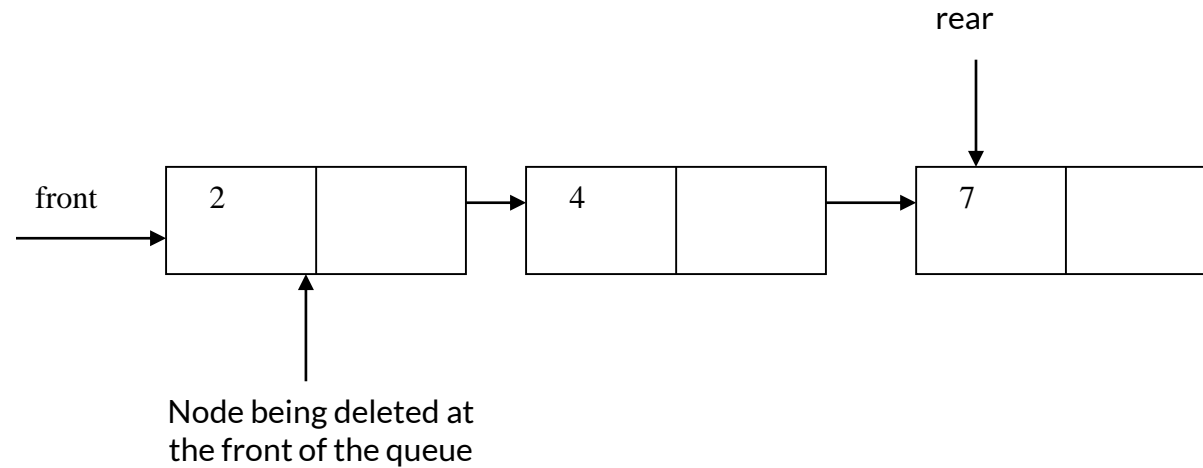 rear
front
2
4
7
Node being deleted at
the front of the queue